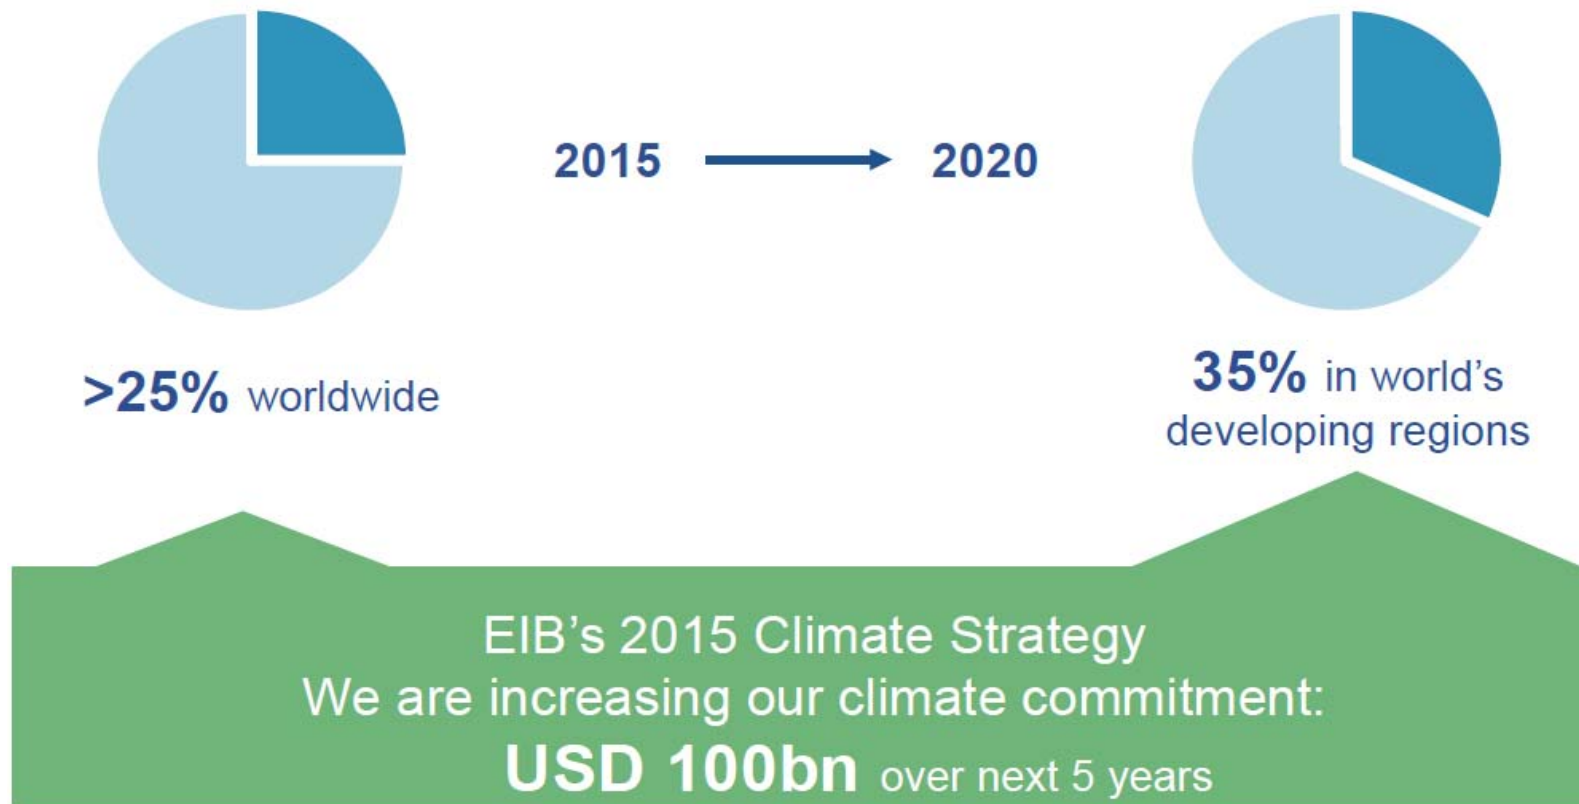 2015
2020
>25% worldwide
35% in world's
developing regions
EIB's 2015 Climate Strategy
We are increasing our climate commitment:
USD 100bn over next 5 years